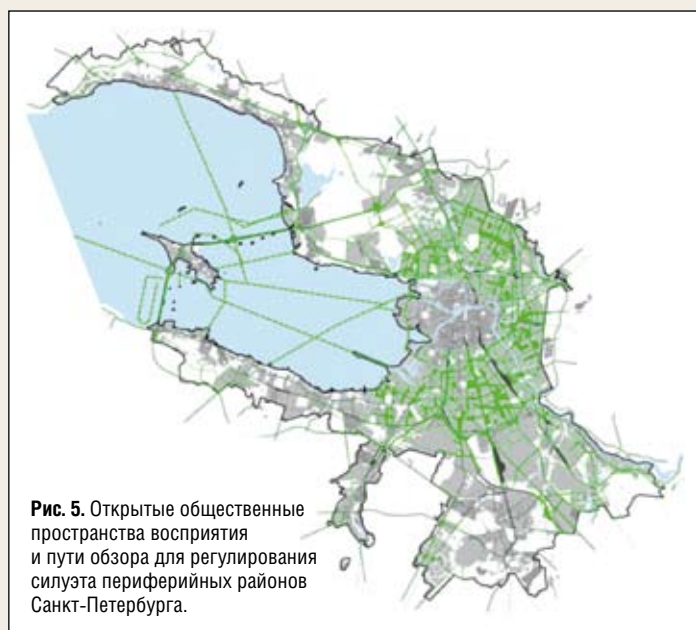 Рис. 5. Открытые общественные
пространства восприятия
и пути обзора для регулирования
силуэта периферийных районов
Санкт-Петербурга.